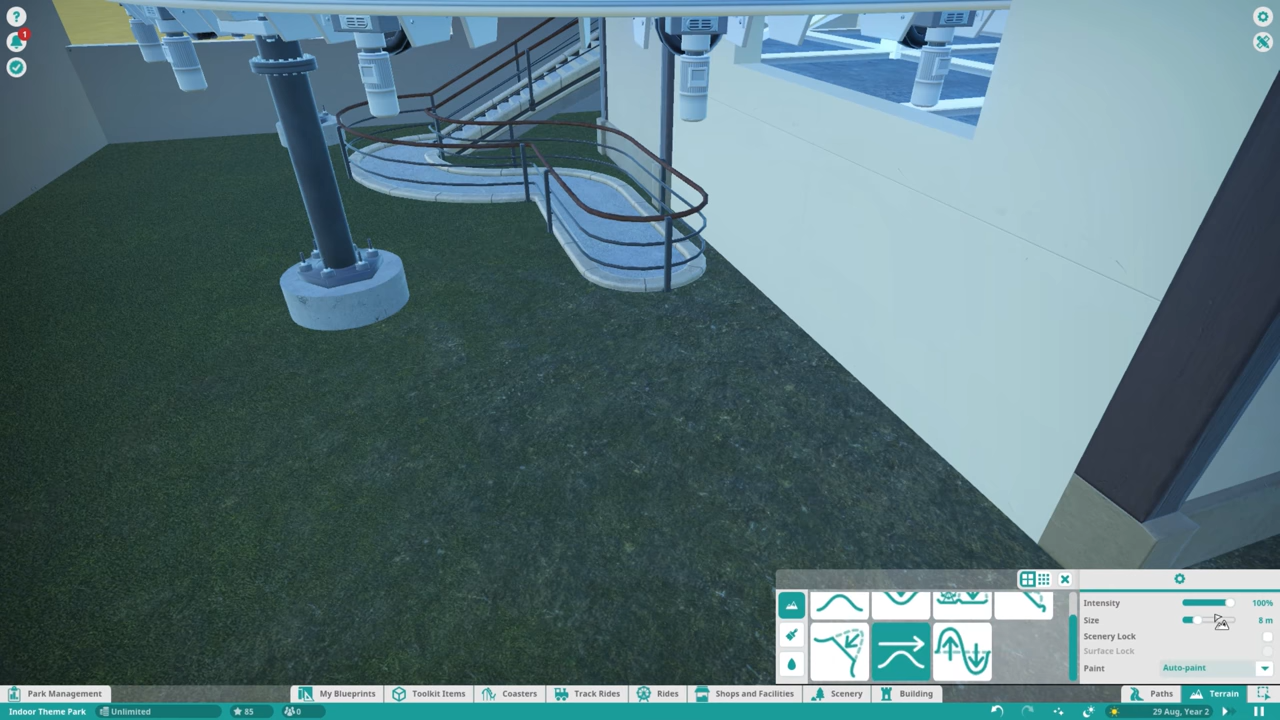 ?
1
Intensity 100%
Size 8 m
Scenery Lock
Surface Lock
Paint Auto-paint
Park Management
My Blueprints
Toolkit Items
Coasters
Track Rides
Rides
Shops and Facilities
Scenery
Building
Paths
Terrain
Indoor Theme Park
Unlimited
85
0
29 Aug, Year 2